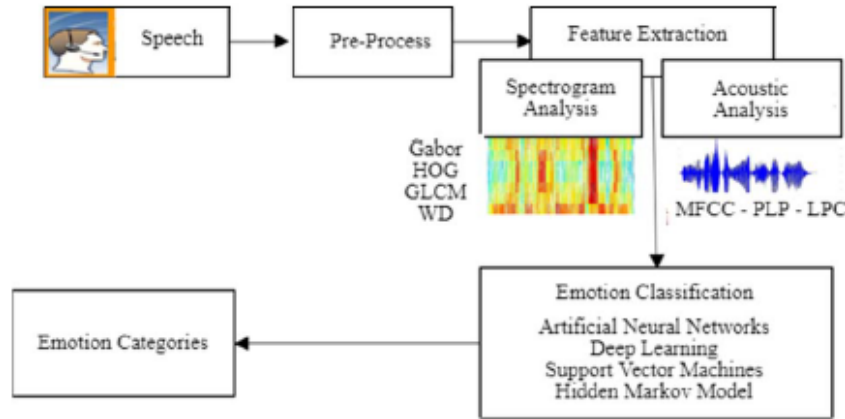 Speech
Pre-Process
Feature Extraction
Spectrogram
Analysis
Acoustic
Analysis
Gabor
HOG
GLCM
WD
MFCC - PLP - LPC
Emotion Classification
Artificial Neural Networks
Deep Learning
Support Vector Machines
Hidden Markov Model
Emotion Categories